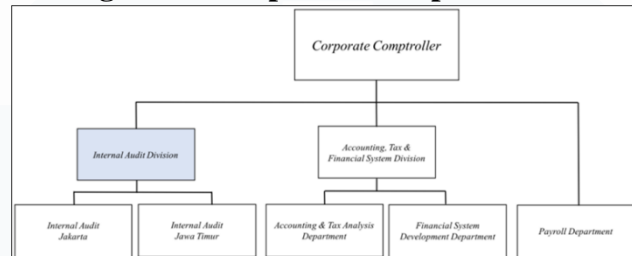 Corporate Comptroller
Internal Audit Division
Accounting, Tax &
Financial System Division
Internal Audit
Jakarta
Internal Audit
Jawa Timur
Accounting & Tax Analysis
Department
Financial System
Development Department
Payroll Department